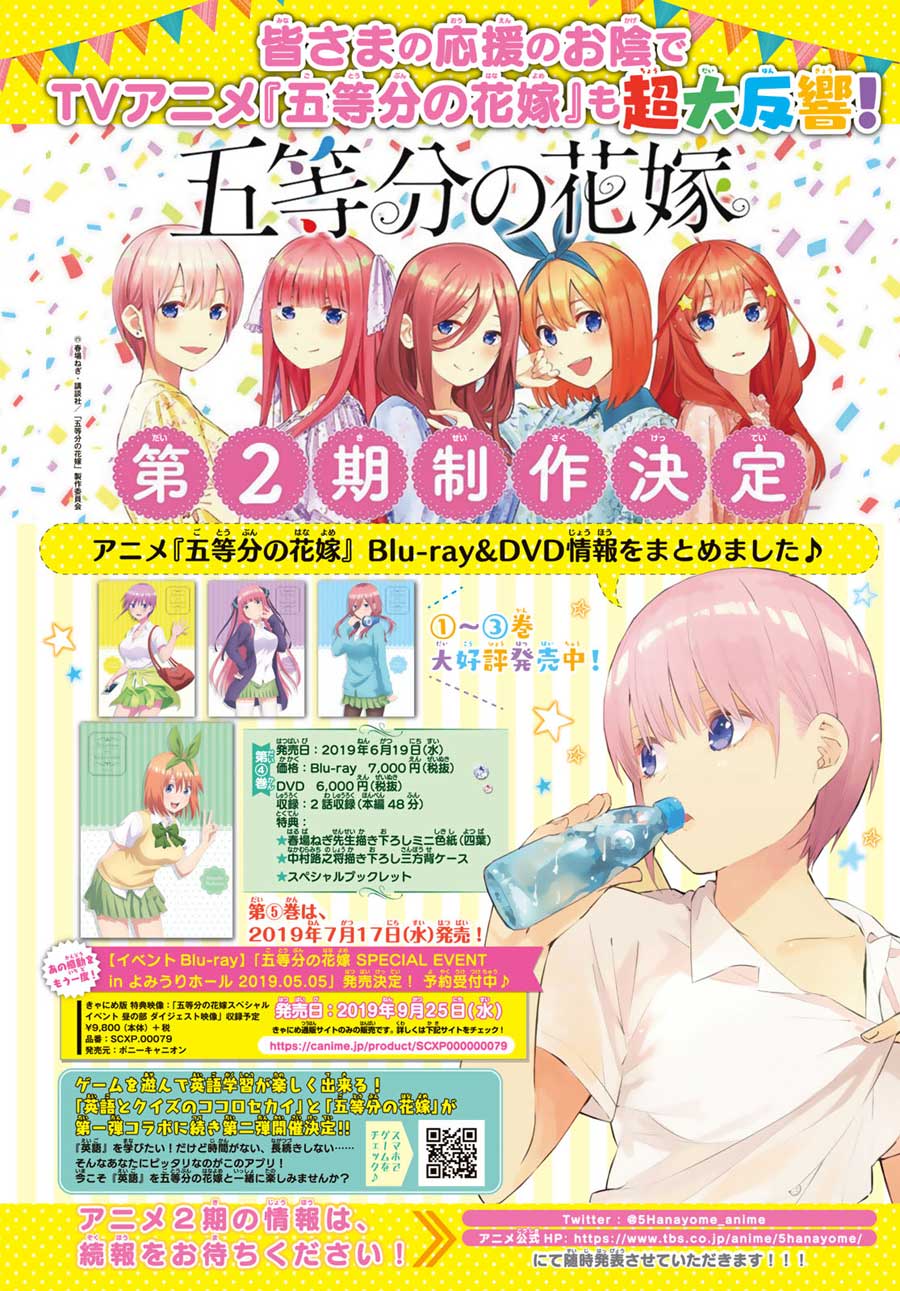 皆さまの応援のお陰で
TVアニメ『五等分の花嫁』も超大反響!
五等分の花嫁
©春場ねぎ・講談社/「五等分の花嫁」製作委員会
第2期制作決定
アニメ『五等分の花嫁』Blu-ray&DVD情報をまとめました♪
①~③巻
大好評発売中!
第④巻
発売日:2019年6月19日(水)
価格:Blu-ray 7,000円(税抜)
DVD 6,000円(税抜)
収録:2話収録(本編48分)
特典:
★春場ねぎ先生描き下ろしミニ色紙(四葉)
★中村路之将描き下ろし三方背ケース
★スペシャルブックレット
第⑤巻は、
2019年7月17日(水)発売!
あの感動を
もう一度!
【イベントBlu-ray】「五等分の花嫁 SPECIAL EVENT
in よみうりホール 2019.05.05」発売決定! 予約受付中♪
きゃにめ版 特典映像:「五等分の花嫁スペシャル
イベント 昼の部 ダイジェスト映像」収録予定
¥9,800(本体)+税
品番:SCXP.00079
発売元:ポニーキャニオン
発売日:2019年9月25日(水)
きゃにめ通販サイトのみの販売です。詳しくは下記サイトをチェック!
https://canime.jp/product/SCXP000000079
ゲームを遊んで英語学習が楽しく出来る!
「英語とクイズのココロセカイ」と「五等分の花嫁」が
第一弾コラボに続き第二弾開催決定!!
『英語』を学びたい!だけど時間がない、長続きしない……
そんなあなたにピッタリなのがこのアプリ!
今こそ『英語』を五等分の花嫁と一緒に楽しみませんか?
スマホで
ゲームを
チェック♪
アニメ2期の情報は、
続報をお待ちください!
Twitter:@5Hanayome_anime
アニメ公式HP:https://www.tbs.co.jp/anime/5hanayome/
にて随時発表させていただきます!!!